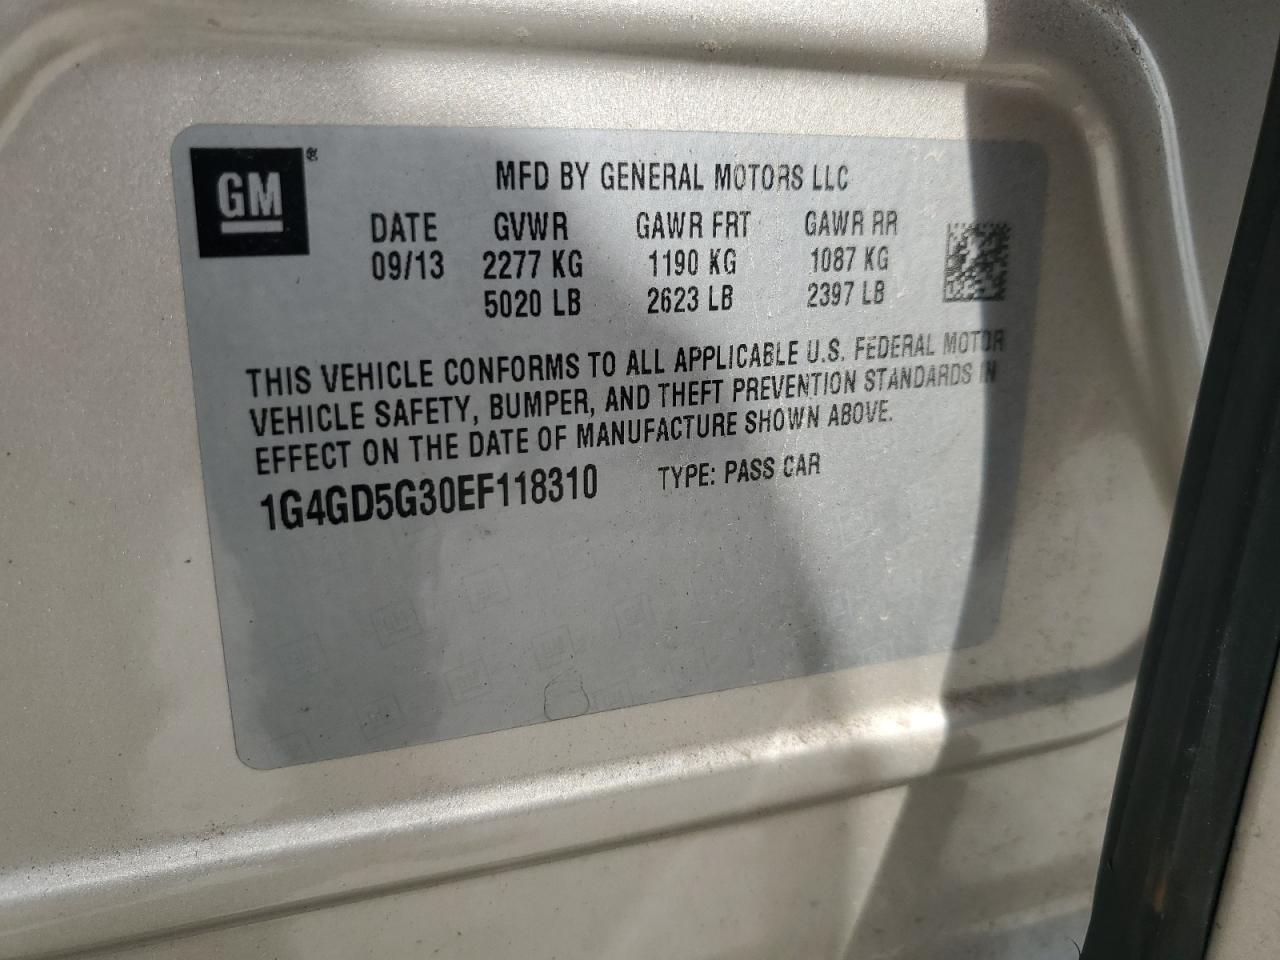 GM®
MFD BY GENERAL MOTORS LLC
DATE GVWR GAWR FRT GAWR RR
09/13 2277 KG 1190 KG 1087 KG
5020 LB 2623 LB 2397 LB
THIS VEHICLE CONFORMS TO ALL APPLICABLE U.S. FEDERAL MOTOR
VEHICLE SAFETY, BUMPER, AND THEFT PREVENTION STANDARDS IN
EFFECT ON THE DATE OF MANUFACTURE SHOWN ABOVE.
1G4GD5G30EF118310 TYPE: PASS CAR